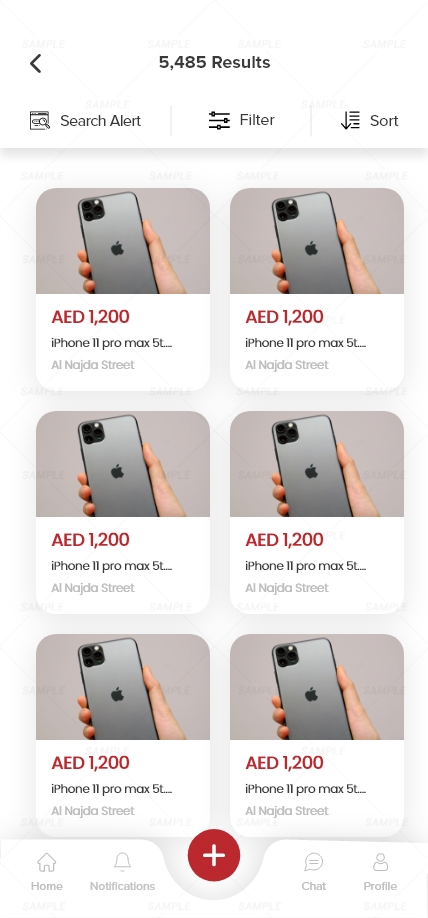 5,485 Results
Search Alert
Filter
Sort
AED 1,200
iPhone 11 pro max 5t....
Al Najda Street
AED 1,200
iPhone 11 pro max 5t....
Al Najda Street
AED 1,200
iPhone 11 pro max 5t....
Al Najda Street
AED 1,200
iPhone 11 pro max 5t....
Al Najda Street
AED 1,200
iPhone 11 pro max 5t....
Al Najda Street
AED 1,200
iPhone 11 pro max 5t....
Al Najda Street
Home
Notifications
Chat
Profile
SAMPLE